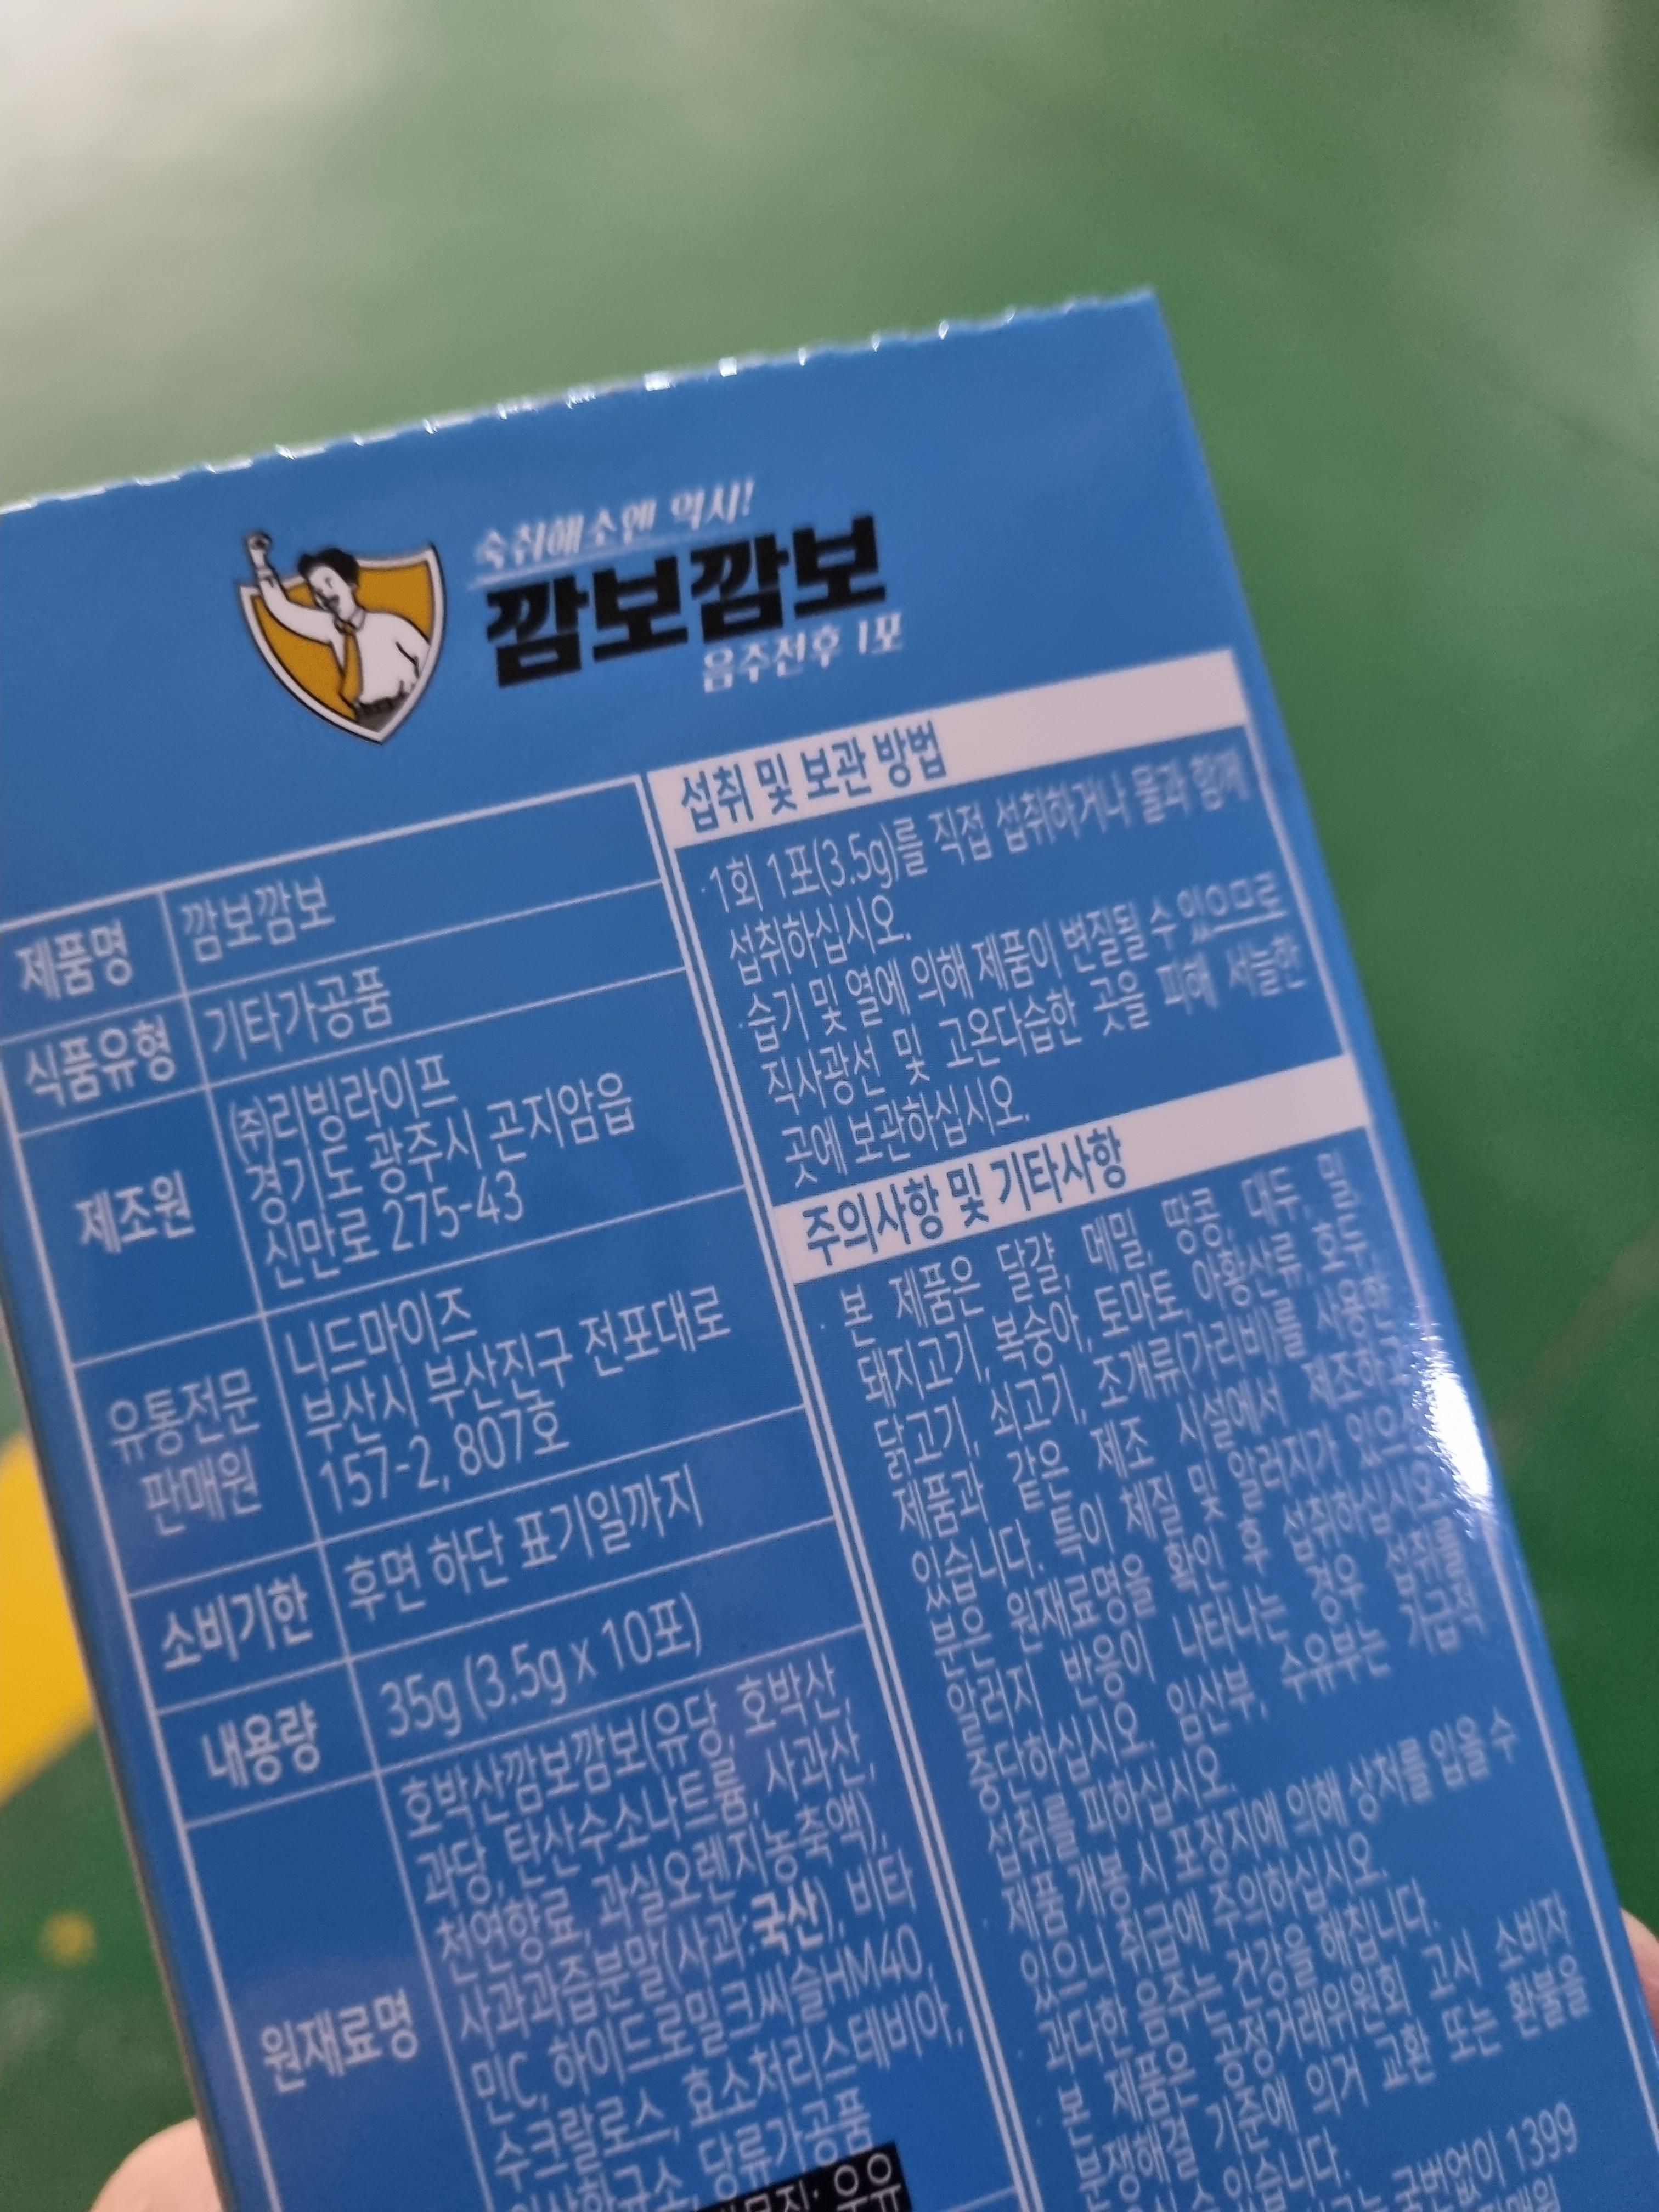 숙취해소엔 역시!
깜보깜보
음주전후 1포
제품명
깜보깜보
식품유형
기타가공품
제조원
(주)리빙라이프
경기도 광주시 곤지암읍
신만로 275-43
유통전문
판매원
니드마이즈
부산시 부산진구 전포대로
157-2, 807호
소비기한
후면 하단 표기일까지
내용량
35g (3.5g x 10포)
원재료명
호박산깜보깜보(유당, 호박산,
과당, 탄산수소나트륨, 사과산,
천연향료, 과실오렌지농축액),
사과과즙분말(사과:국산), 비타
민C, 하이드로밀크씨슬HM40,
수크랄로스, 효소처리스테비아,
이산화규소, 당류가공품
우유
섭취 및 보관 방법
·1회 1포(3.5g)를 직접 섭취하거나 물과 함께
섭취하십시오.
·습기 및 열에 의해 제품이 변질될 수 있으므로
직사광선 및 고온다습한 곳을 피해 서늘한
곳에 보관하십시오.
주의사항 및 기타사항
· 본 제품은 달걀, 메밀, 땅콩, 대두, 밀,
돼지고기, 복숭아, 토마토, 아황산류, 호두,
닭고기, 쇠고기, 조개류(가리비)를 사용한
제품과 같은 제조 시설에서 제조하고
있습니다. 특이 체질 및 알러지가 있으
분은 원재료명을 확인 후 섭취하십시오.
알러지 반응이 나타나는 경우 섭취를
중단하십시오. 임산부, 수유부는 가급적
섭취를 피하십시오.
· 제품 개봉 시 포장지에 의해 상처를 입을 수
있으니 취급에 주의하십시오.
· 과다한 음주는 건강을 해칩니다.
· 본 제품은 공정거래위원회 고시 소비자
분쟁해결 기준에 의거 교환 또는 환불을
있습니다.
국번없이 1399